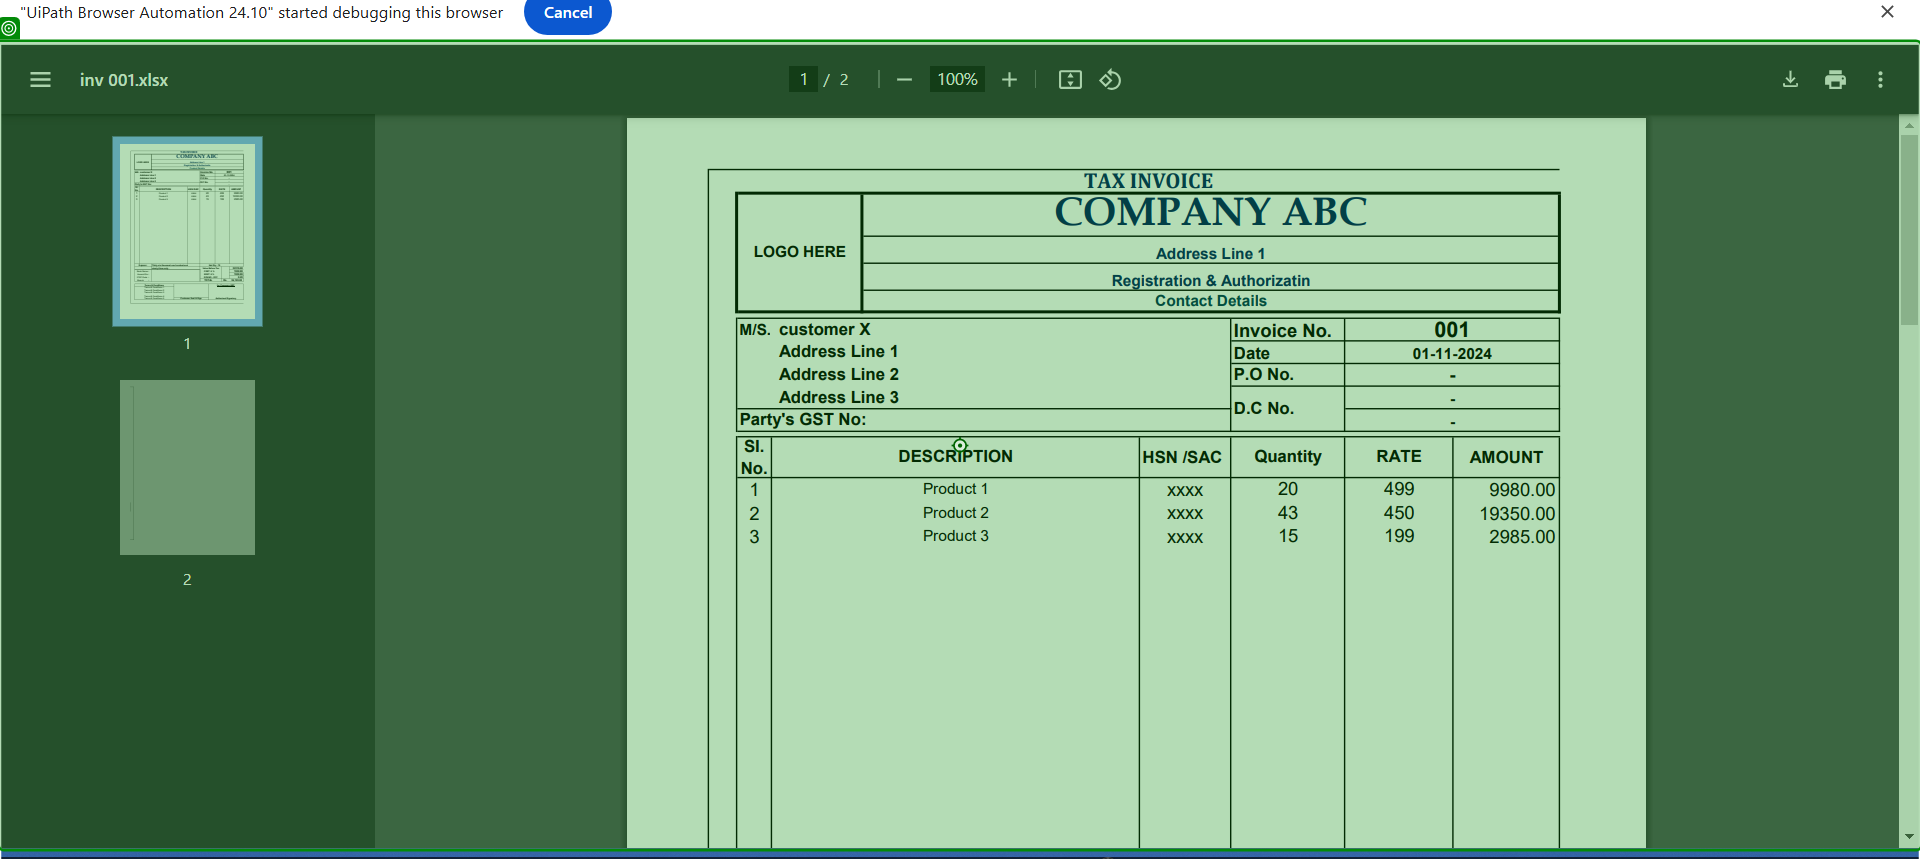 "UiPath Browser Automation 24.10" started debugging this browser
Cancel
inv 001.xlsx
1 / 2
100%
1
2
TAX INVOICE
LOGO HERE
COMPANY ABC
Address Line 1
Registration & Authorizatin
Contact Details
M/S. customer X
Address Line 1
Address Line 2
Address Line 3
Party's GST No:
Invoice No. 001
Date 01-11-2024
P.O No. -
D.C No. -
-
SI. No. DESCRIPTION HSN /SAC Quantity RATE AMOUNT
1 Product 1 xxxx 20 499 9980.00
2 Product 2 xxxx 43 450 19350.00
3 Product 3 xxxx 15 199 2985.00